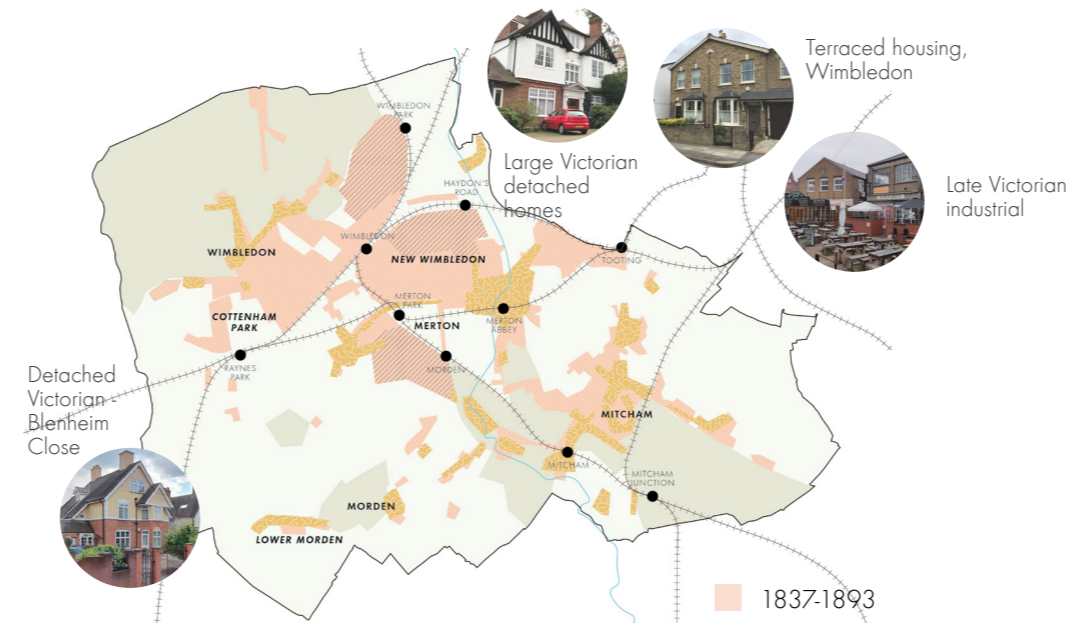 Terraced housing,
Wimbledon
Large Victorian
detached
homes
Late Victorian
industrial
WIMBLEDON
PARK
HAYDON'S
ROAD
WIMBLEDON
WIMBLEDON
NEW WIMBLEDON
TOOTING
MERTON
PARK
COTTENHAM
PARK
MERTON
MERTON
ABBEY
RAYNES
PARK
MORDEN
Detached
Victorian -
Blenheim
Close
MITCHAM
MITCHAM
MITCHAM
JUNCTION
MORDEN
LOWER MORDEN
1837-1893